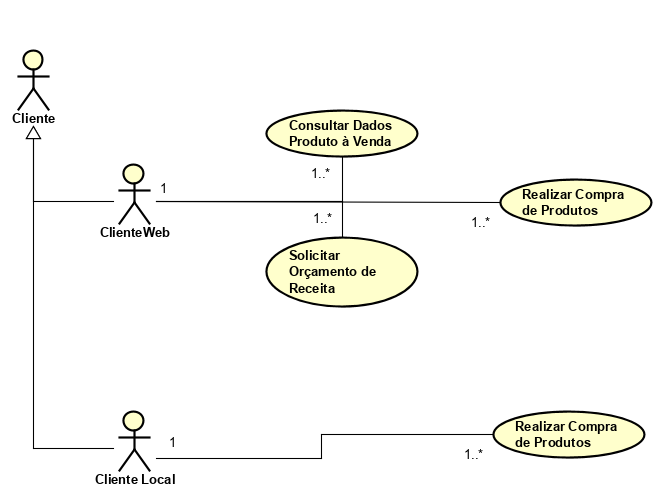 Cliente
Consultar Dados
Produto à Venda
1..*
1
ClienteWeb
Realizar Compra
de Produtos
1..*
1..*
Solicitar
Orçamento de
Receita
Cliente Local
1
Realizar Compra
de Produtos
1..*